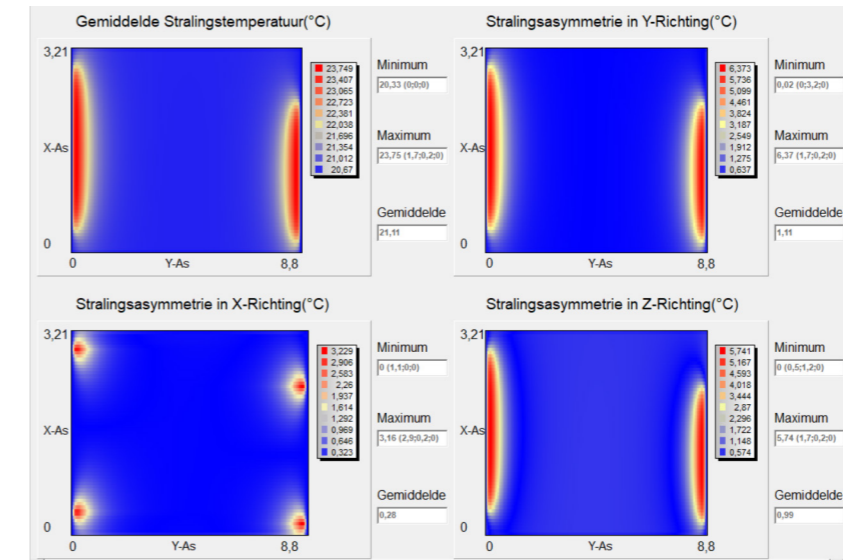 Gemiddelde Stralingstemperatuur(°C)
3,21
X-As
0
0
Y-As
8,8
23,749
23,407
23,065
22,723
22,381
22,038
21,696
21,354
21,012
20,67
Minimum
20,33 (0;0;0)
Maximum
23,75 (1,7;0,2;0)
Gemiddelde
21,11
Stralingsasymmetrie in Y-Richting(°C)
3,21
X-As
0
0
Y-As
8,8
6,373
5,736
5,099
4,461
3,824
3,187
2,549
1,912
1,275
0,637
Minimum
0,02 (0;3,2;0)
Maximum
6,37 (1,7;0,2;0)
Gemiddelde
1,11
Stralingsasymmetrie in X-Richting(°C)
3,21
X-As
0
0
Y-As
8,8
3,229
2,906
2,583
2,26
1,937
1,614
1,292
0,969
0,646
0,323
Minimum
0 (1,1;0;0)
Maximum
3,16 (2,9;0,2;0)
Gemiddelde
0,28
Stralingsasymmetrie in Z-Richting(°C)
3,21
X-As
0
0
Y-As
8,8
5,741
5,167
4,593
4,018
3,444
2,87
2,296
1,722
1,148
0,574
Minimum
0 (0,5;1,2;0)
Maximum
5,74 (1,7;0,2;0)
Gemiddelde
0,99